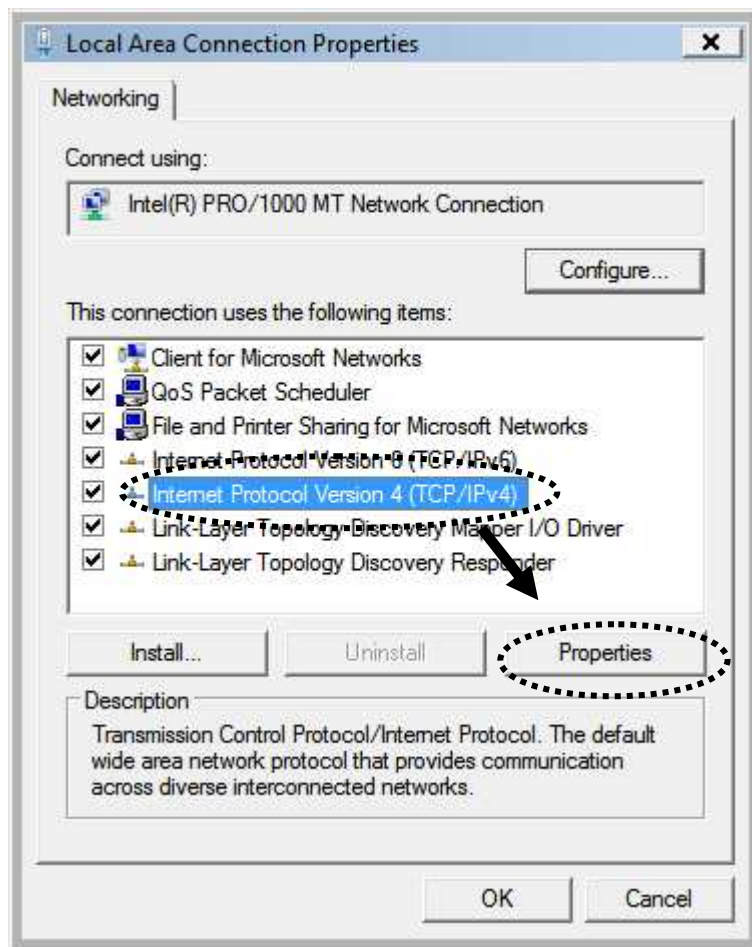 Local Area Connection Properties
Networking
Connect using:
Intel(R) PRO/1000 MT Network Connection
Configure...
This connection uses the following items:
Client for Microsoft Networks
QoS Packet Scheduler
File and Printer Sharing for Microsoft Networks
Internet Protocol Version 6 (TCP/IPv6)
Internet Protocol Version 4 (TCP/IPv4)
Link-Layer Topology Discovery Mapper I/O Driver
Link-Layer Topology Discovery Responder
Install...
Uninstall
Properties
Description
Transmission Control Protocol/Internet Protocol. The default
wide area network protocol that provides communication
across diverse interconnected networks.
OK
Cancel